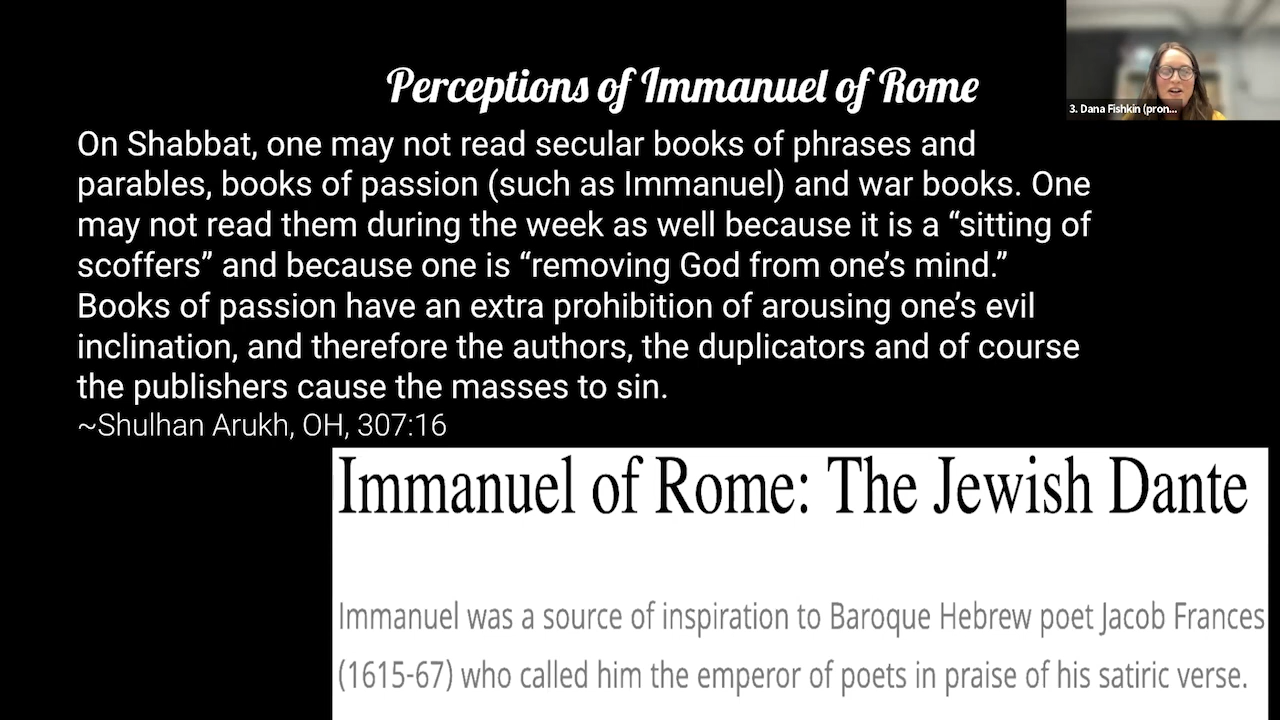 Perceptions of Immanuel of Rome
3. Dana Fishkin (pron...
On Shabbat, one may not read secular books of phrases and
parables, books of passion (such as Immanuel) and war books. One
may not read them during the week as well because it is a “sitting of
scoffers” and because one is “removing God from one’s mind.”
Books of passion have an extra prohibition of arousing one’s evil
inclination, and therefore the authors, the duplicators and of course
the publishers cause the masses to sin.
~Shulhan Arukh, OH, 307:16
Immanuel of Rome: The Jewish Dante
Immanuel was a source of inspiration to Baroque Hebrew poet Jacob Frances
(1615-67) who called him the emperor of poets in praise of his satiric verse.